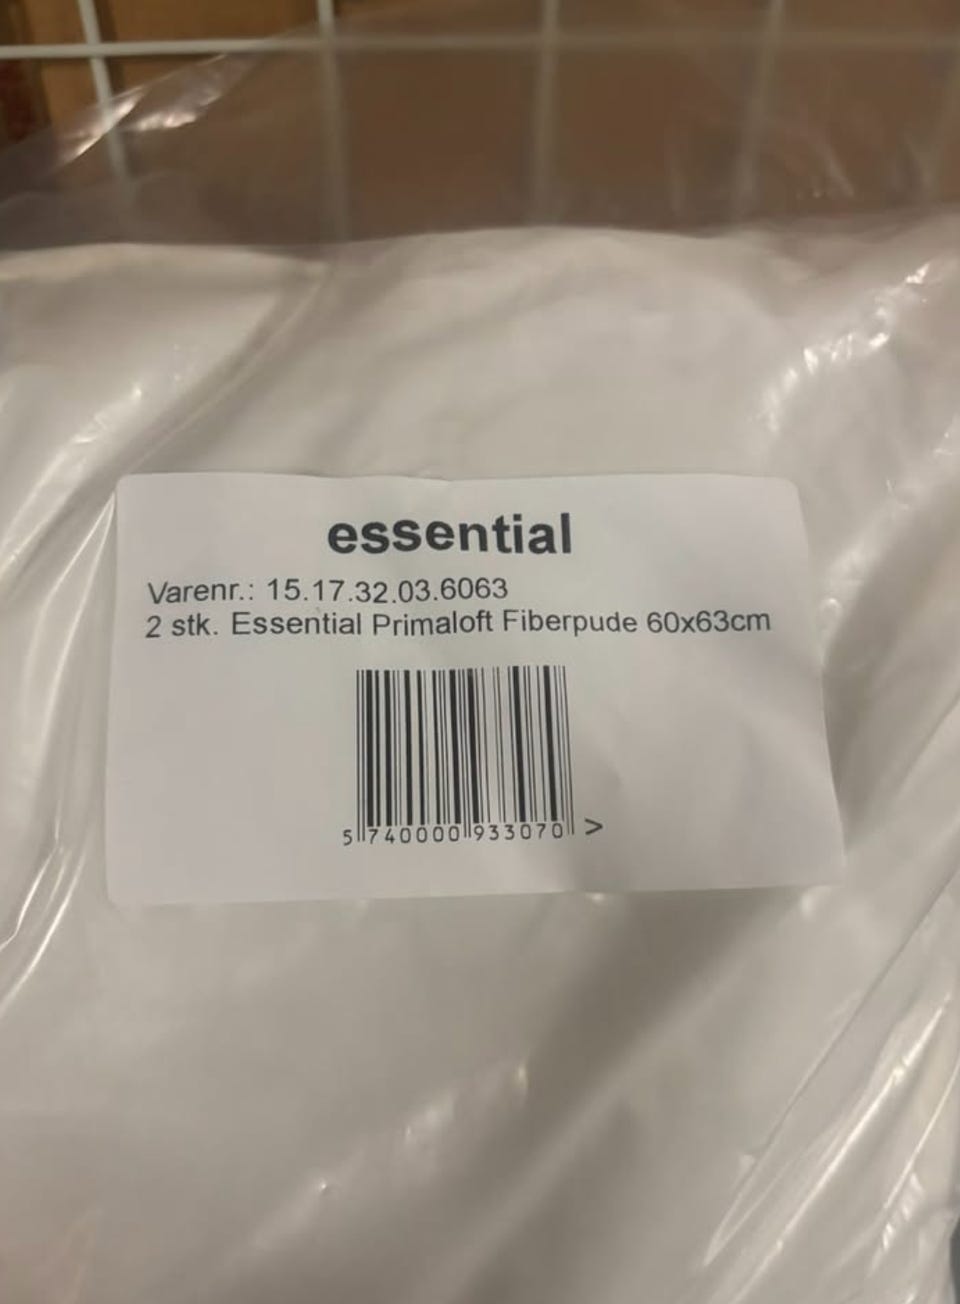 essential
Varenr.: 15.17.32.03.6063
2 stk. Essential Primaloft Fiberpude 60x63cm
5 740000 933070 >